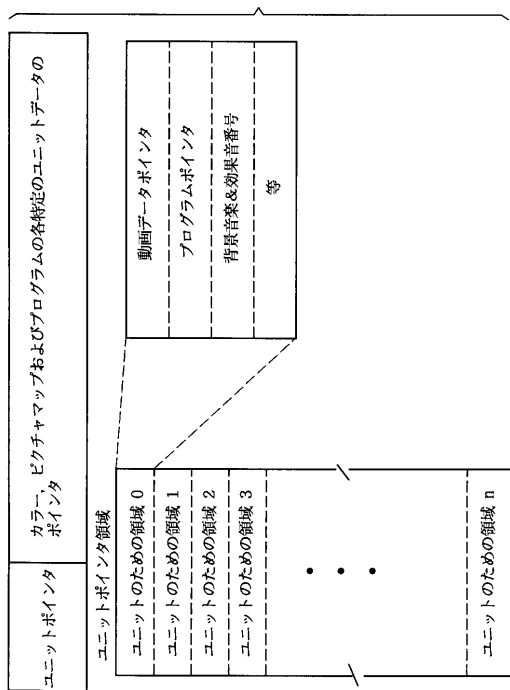 ユニットポインタ
カラー, ピクチャマップおよびプログラムの各特定のユニットデータの
ポインタ
ユニットポインタ領域
ユニットのための領域 0
ユニットのための領域 1
ユニットのための領域 2
ユニットのための領域 3
ユニットのための領域 n
動画データポインタ
プログラムポインタ
背景音楽&効果音番号
等